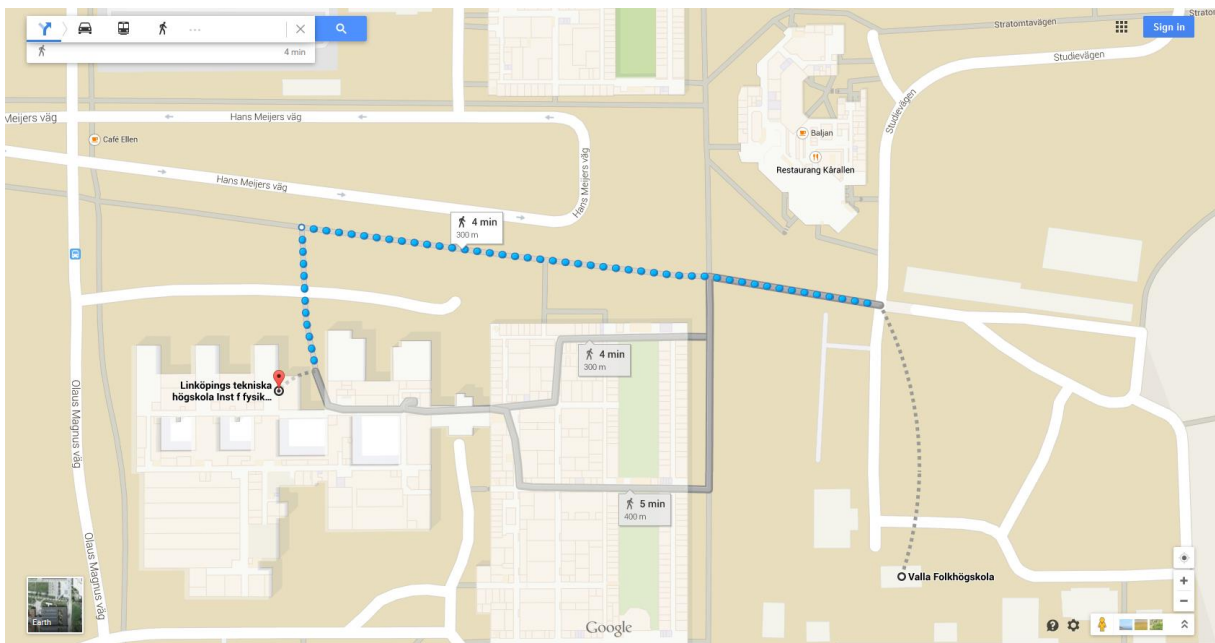 ...
4 min
Sign in
Stratomtavägen
Strator
Studievägen
Studievägen
Meijers väg
Hans Meijers väg
Café Ellen
Baljan
Restaurang Kårallen
Hans Meijers väg
Hans Meijers väg
4 min
300 m
4 min
300 m
Linköpings tekniska
högskola Inst f fysik...
Olaus Magnus väg
5 min
400 m
Olaus Magnus väg
Valla Folkhögskola
Earth
Google